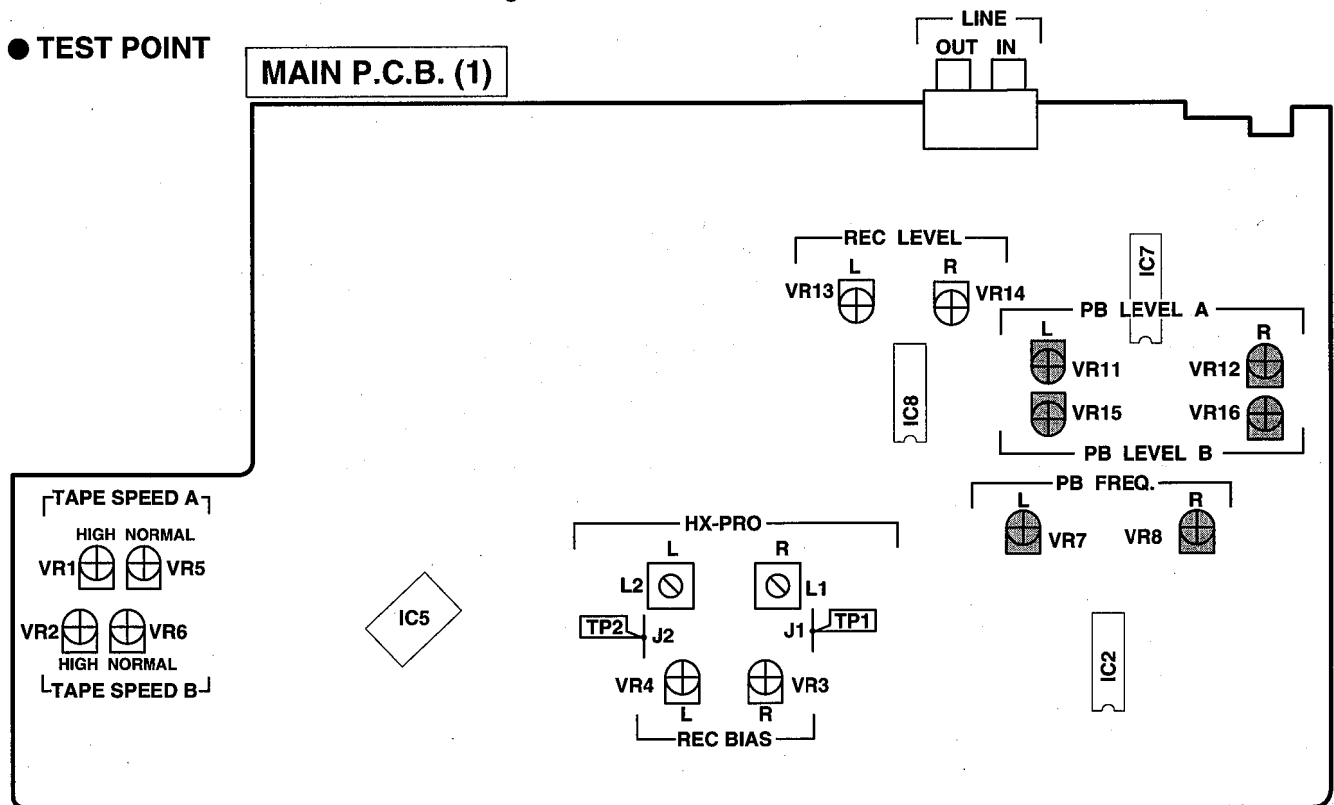 ● TEST POINT
MAIN P.C.B. (1)
LINE
OUT IN
REC LEVEL
L R
VR13 VR14
IC7
PB LEVEL A
L R
VR11 VR12
VR15 VR16
PB LEVEL B
IC8
PB FREQ.
L R
VR7 VR8
TAPE SPEED A
HIGH NORMAL
VR1 VR5
VR2 VR6
HIGH NORMAL
TAPE SPEED B
IC5
HX-PRO
L R
L2 L1
TP2 J2 J1 TP1
VR4 VR3
L R
REC BIAS
IC2